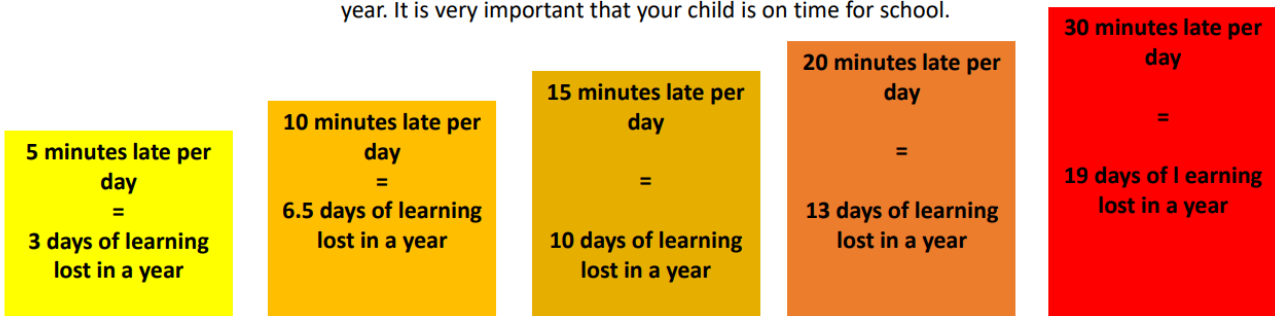 year. It is very important that your child is on time for school.
5 minutes late per
day
=
3 days of learning
lost in a year
10 minutes late per
day
=
6.5 days of learning
lost in a year
15 minutes late per
day
=
10 days of learning
lost in a year
20 minutes late per
day
=
13 days of learning
lost in a year
30 minutes late per
day
=
19 days of l earning
lost in a year